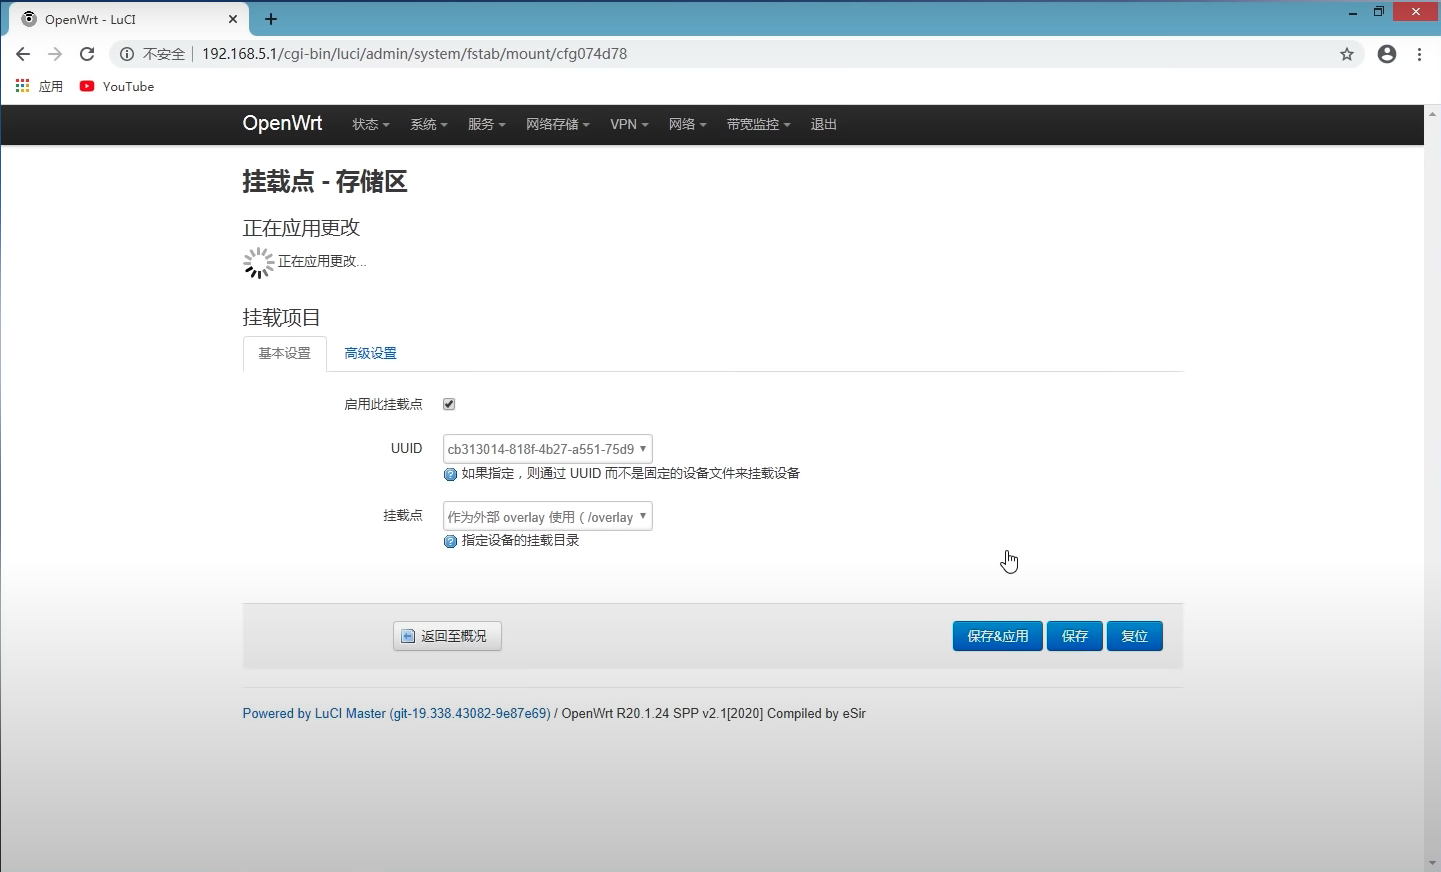 OpenWrt - LuCI
不安全 192.168.5.1/cgi-bin/luci/admin/system/fstab/mount/cfg074d78
应用 YouTube
OpenWrt 状态 系统 服务 网络存储 VPN 网络 带宽监控 退出
挂载点 - 存储区
正在应用更改
正在应用更改...
挂载项目
基本设置 高级设置
启用此挂载点
UUID cb313014-818f-4b27-a551-75d9
如果指定，则通过 UUID 而不是固定的设备文件来挂载设备
挂载点 作为外部 overlay 使用（/overlay
指定设备的挂载目录
返回至概况 保存&应用 保存 复位
Powered by LuCI Master (git-19.338.43082-9e87e69) / OpenWrt R20.1.24 SPP v2.1[2020] Compiled by eSir